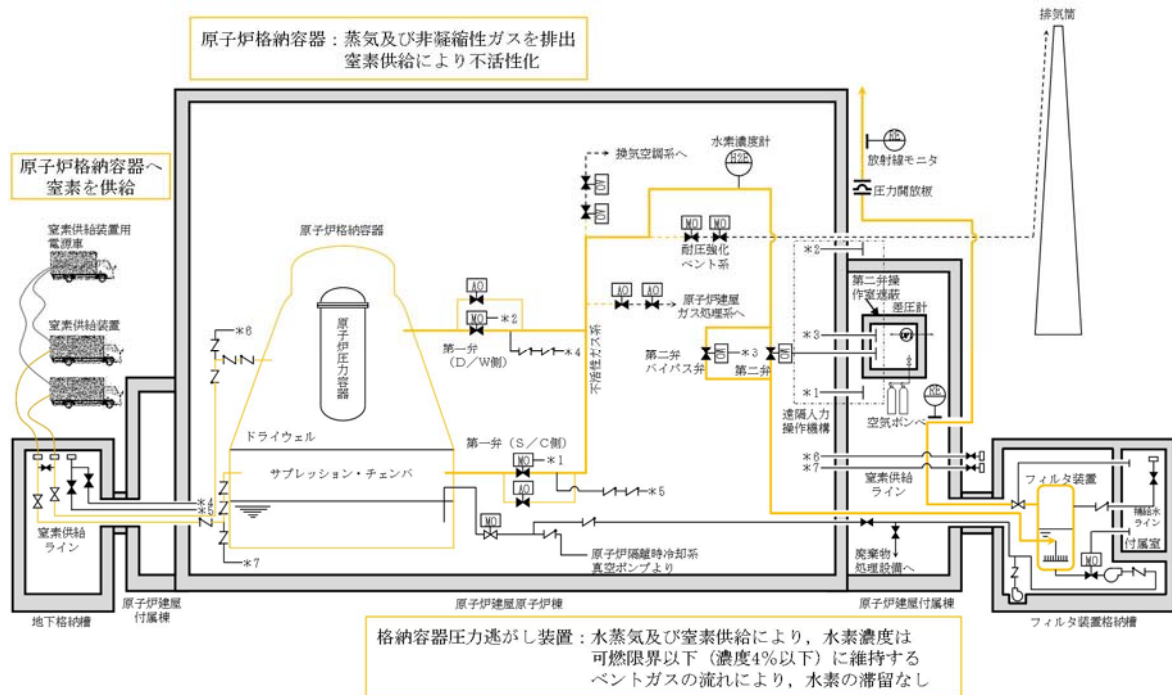 原子炉格納容器：蒸気及び非凝縮性ガスを排出
窒素供給により不活性化
排気筒
原子炉格納容器へ
窒素を供給
窒素供給装置用
電源車
窒素供給装置
換気空調系へ
水素濃度計
H2E
RE
放射線モニタ
圧力開放板
原子炉格納容器
原子炉圧力容器
MO
MO
耐圧強化
ベント系
AO
MO
＊2
＊4
第一弁
（D／W側）
AO
AO
原子炉建屋
ガス処理系へ
不活性ガス系
＊2
第二弁操
作室遮蔽
差圧計
＊3
＊1
遠隔人力
操作機構
空気ボンベ
RE
第二弁
バイパス弁
＊3
第二弁
＊6
＊7
ドライウェル
サプレッション・チェンバ
第一弁（S／C側）
MO
＊1
AO
＊5
＊6
＊7
窒素供給
ライン
フィルタ装置
補給水
ライン
付属室
MO
＊4
＊5
窒素供給
ライン
＊7
MO
原子炉隔離時冷却系
真空ポンプより
廃棄物
処理設備へ
地下格納槽
原子炉建屋
付属棟
原子炉建屋原子炉棟
原子炉建屋付属棟
フィルタ装置格納槽
格納容器圧力逃がし装置：水蒸気及び窒素供給により，水素濃度は
可燃限界以下（濃度4％以下）に維持する
ベントガスの流れにより，水素の滞留なし